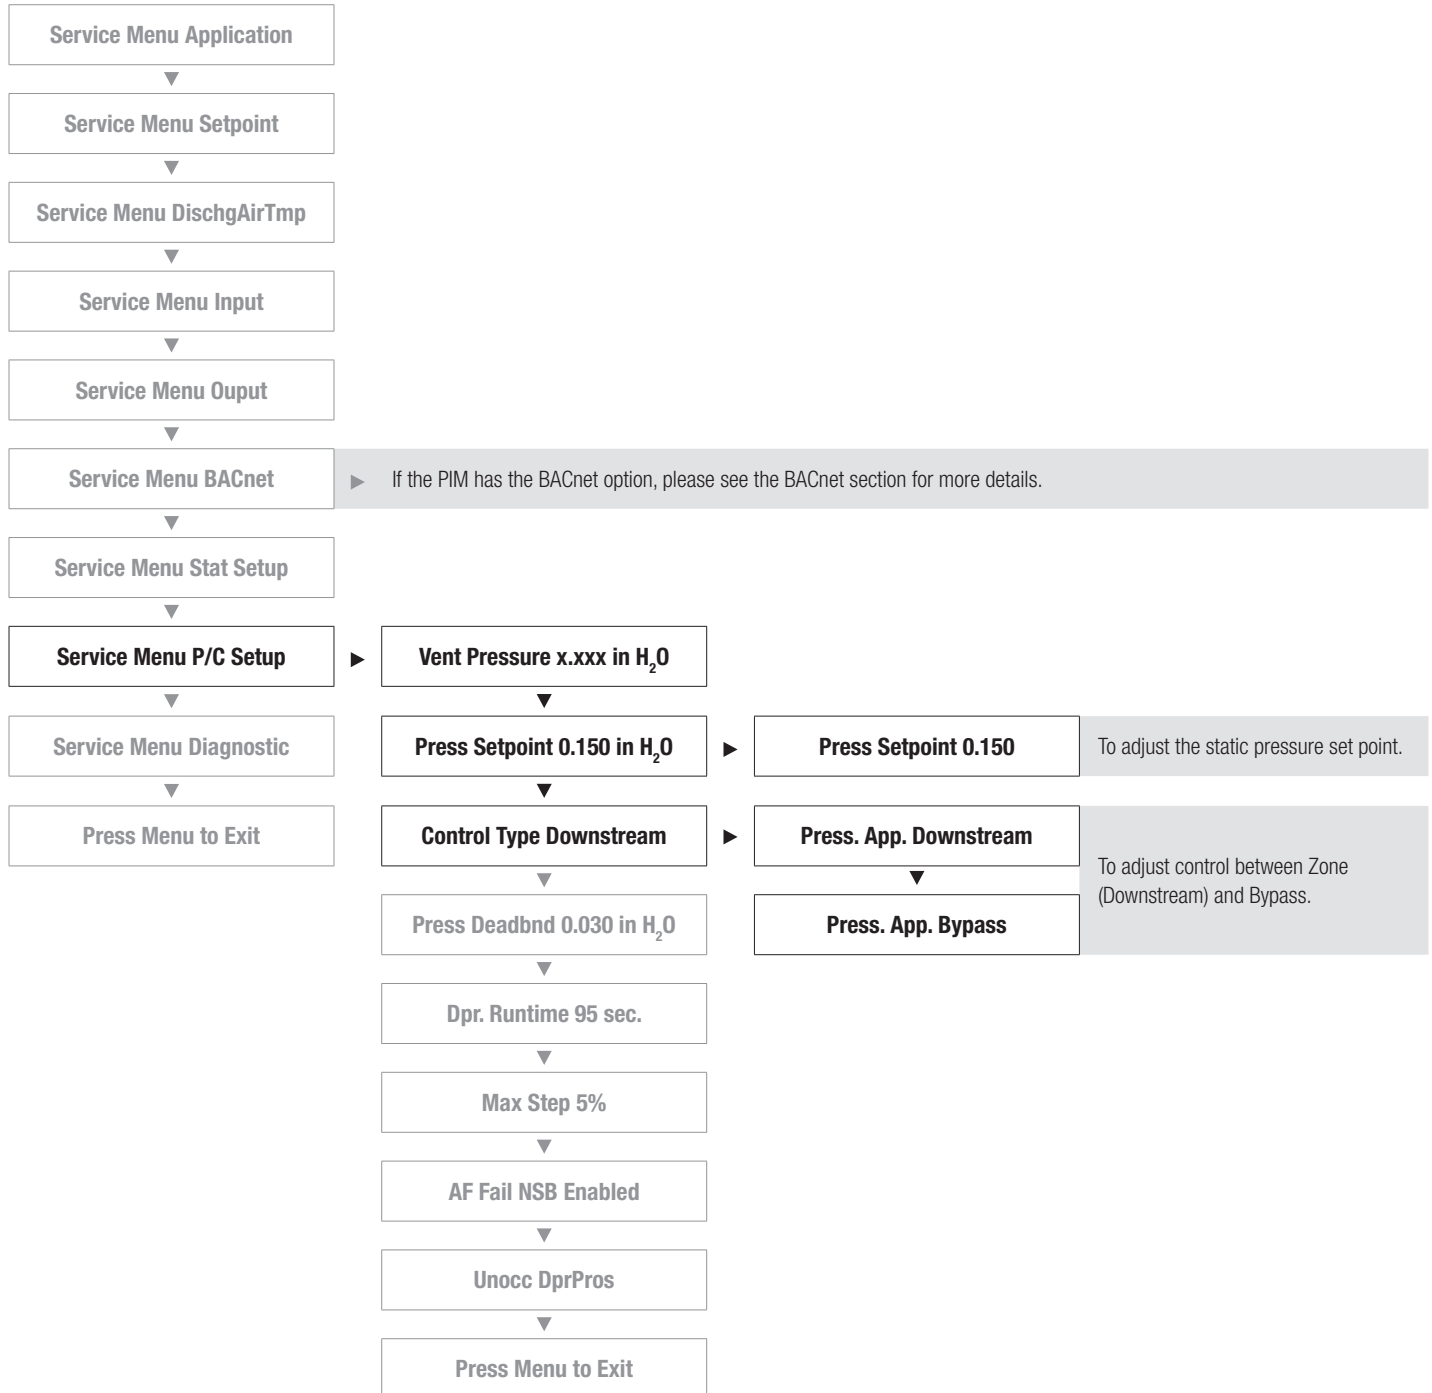 Service Menu Application
Service Menu Setpoint
Service Menu DischgAirTmp
Service Menu Input
Service Menu Ouput
Service Menu BACnet
If the PIM has the BACnet option, please see the BACnet section for more details.
Service Menu Stat Setup
Service Menu P/C Setup
Vent Pressure x.xxx in H₂O
Service Menu Diagnostic
Press Setpoint 0.150 in H₂O
Press Setpoint 0.150
To adjust the static pressure set point.
Press Menu to Exit
Control Type Downstream
Press. App. Downstream
To adjust control between Zone
(Downstream) and Bypass.
Press Deadbnd 0.030 in H₂O
Press. App. Bypass
Dpr. Runtime 95 sec.
Max Step 5%
AF Fail NSB Enabled
Unocc DprPros
Press Menu to Exit